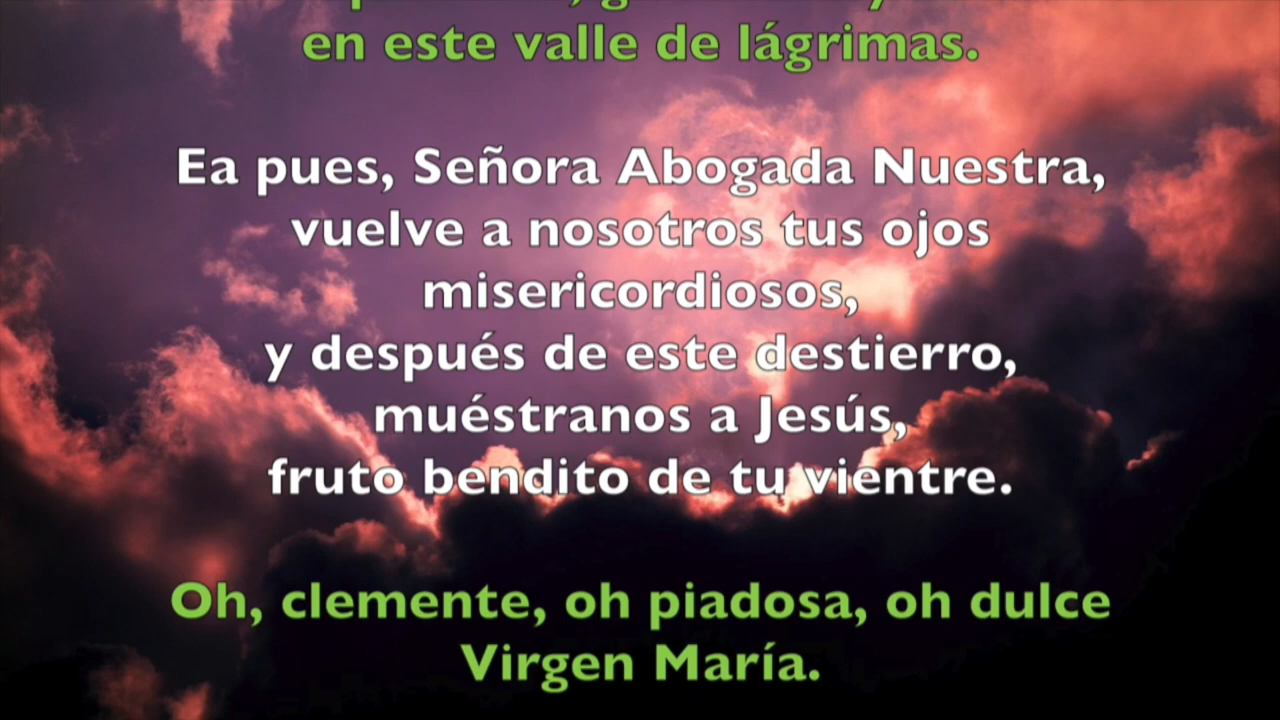 en este valle de lágrimas.
Ea pues, Señora Abogada Nuestra,
vuelve a nosotros tus ojos
misericordiosos,
y después de este destierro,
muéstranos a Jesús,
fruto bendito de tu vientre.
Oh, clemente, oh piadosa, oh dulce
Virgen María.